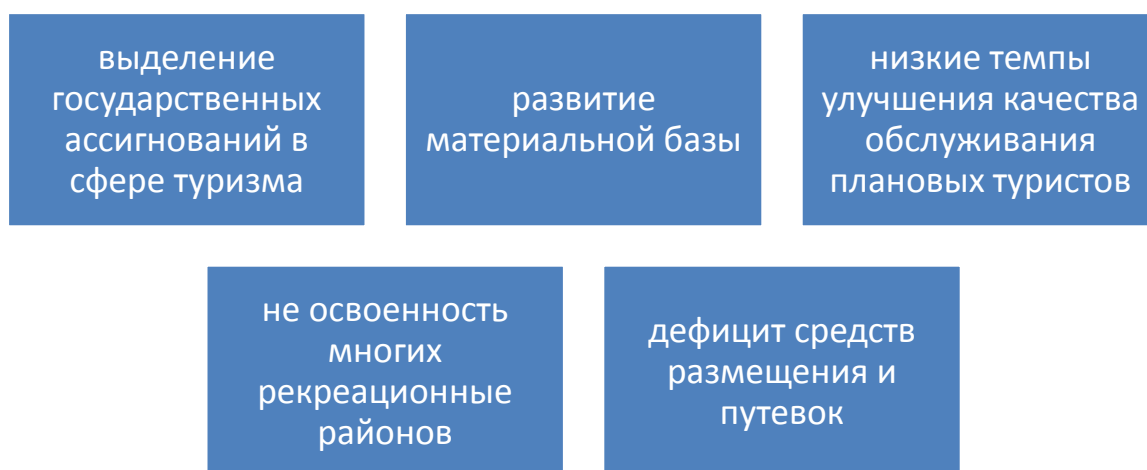 выделение
государственных
ассигнований в
сфере туризма
развитие
материальной базы
низкие темпы
улучшения качества
обслуживания
плановых туристов
не освоенность
многих
рекреационные
районов
дефицит средств
размещения и
путевок